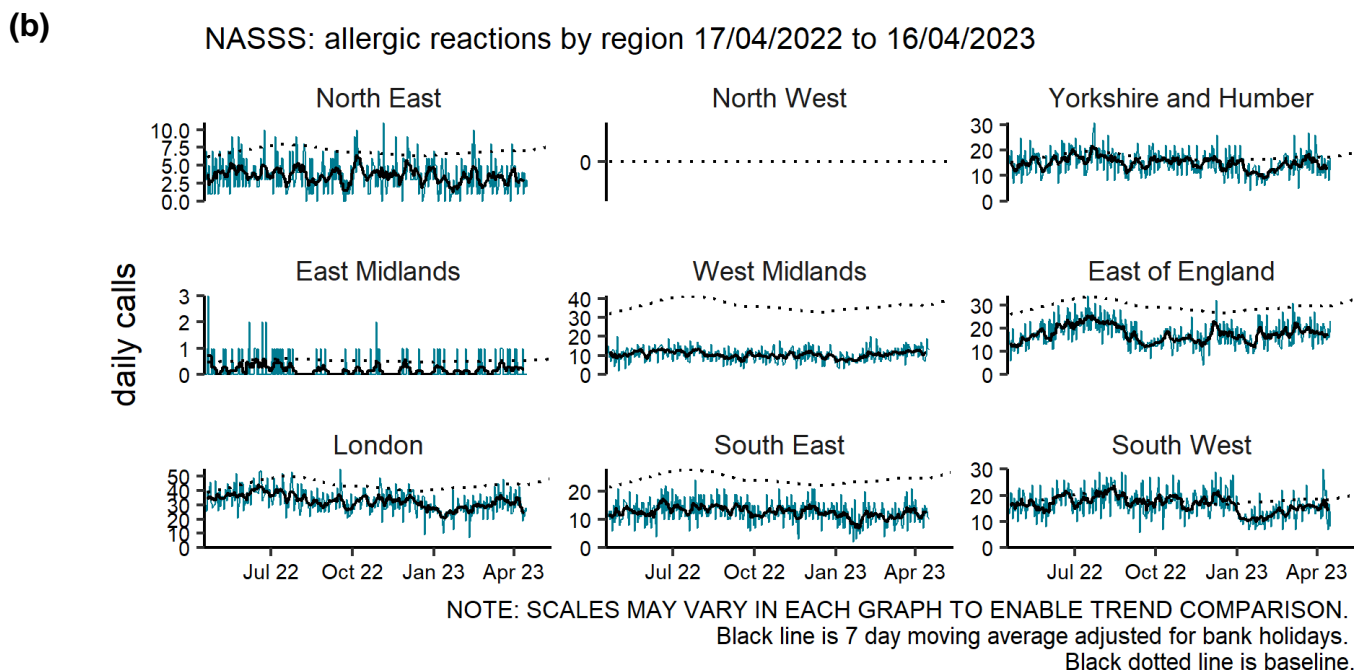 (b)
NASSS: allergic reactions by region 17/04/2022 to 16/04/2023
daily calls
North East
10.0
7.5
5.0
2.5
0.0
North West
0
Yorkshire and Humber
30
20
10
0
East Midlands
3
2
1
0
West Midlands
40
30
20
10
0
East of England
30
20
10
0
London
50
40
30
20
10
0
Jul 22 Oct 22 Jan 23 Apr 23
South East
20
10
0
Jul 22 Oct 22 Jan 23 Apr 23
South West
30
20
10
0
Jul 22 Oct 22 Jan 23 Apr 23
NOTE: SCALES MAY VARY IN EACH GRAPH TO ENABLE TREND COMPARISON.
Black line is 7 day moving average adjusted for bank holidays.
Black dotted line is baseline.